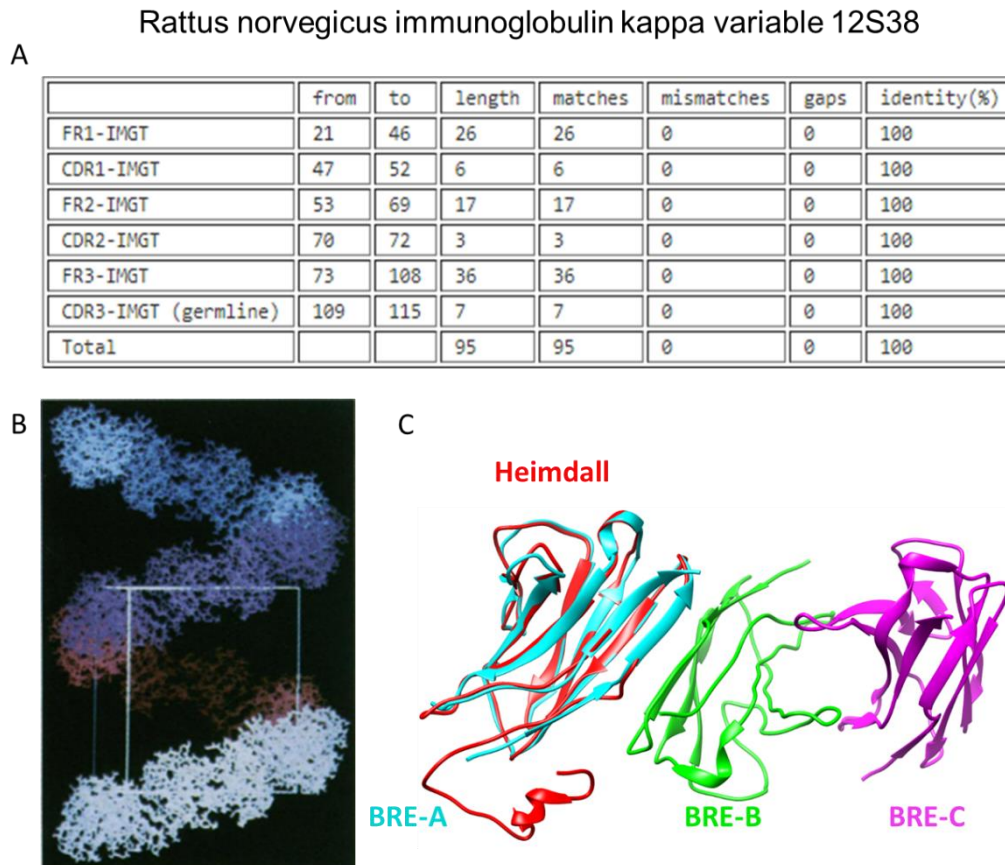 Rattus norvegicus immunoglobulin kappa variable 12S38
A
from to length matches mismatches gaps identity(%)
FR1-IMGT 21 46 26 26 0 0 100
CDR1-IMGT 47 52 6 6 0 0 100
FR2-IMGT 53 69 17 17 0 0 100
CDR2-IMGT 70 72 3 3 0 0 100
FR3-IMGT 73 108 36 36 0 0 100
CDR3-IMGT (germline) 109 115 7 7 0 0 100
Total 95 95 0 0 100
B
C
Heimdall
BRE-A
BRE-B
BRE-C